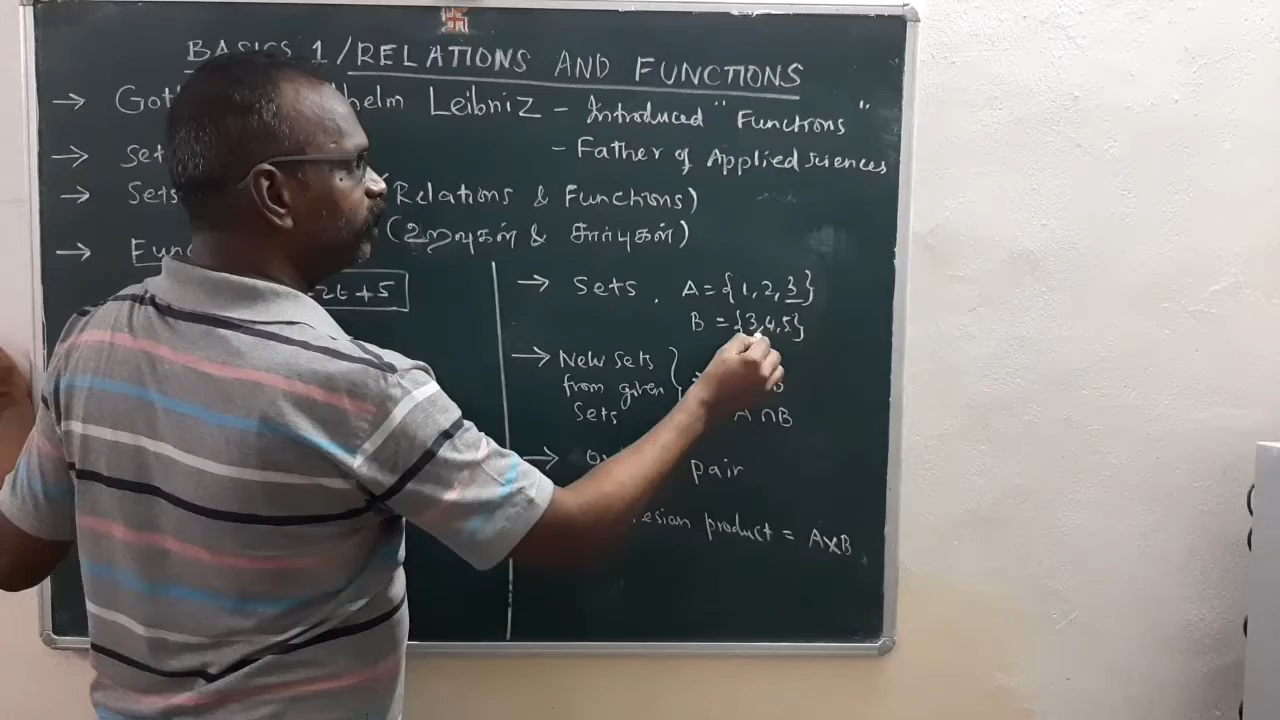 BASICS 1 / RELATIONS AND FUNCTIONS
→ Got helm Leibniz - Introduced "Functions"
- Father of Applied sciences
→ Set
→ Sets (Relations & Functions)
(உறவுகள் & சார்புகள்)
→ Func
2t + 5
→ Sets. A = {1, 2, 3}
B = {3, 4, 5}
→ New sets
from given
Sets
B
A ∩ B
→ pair
esian product = A×B